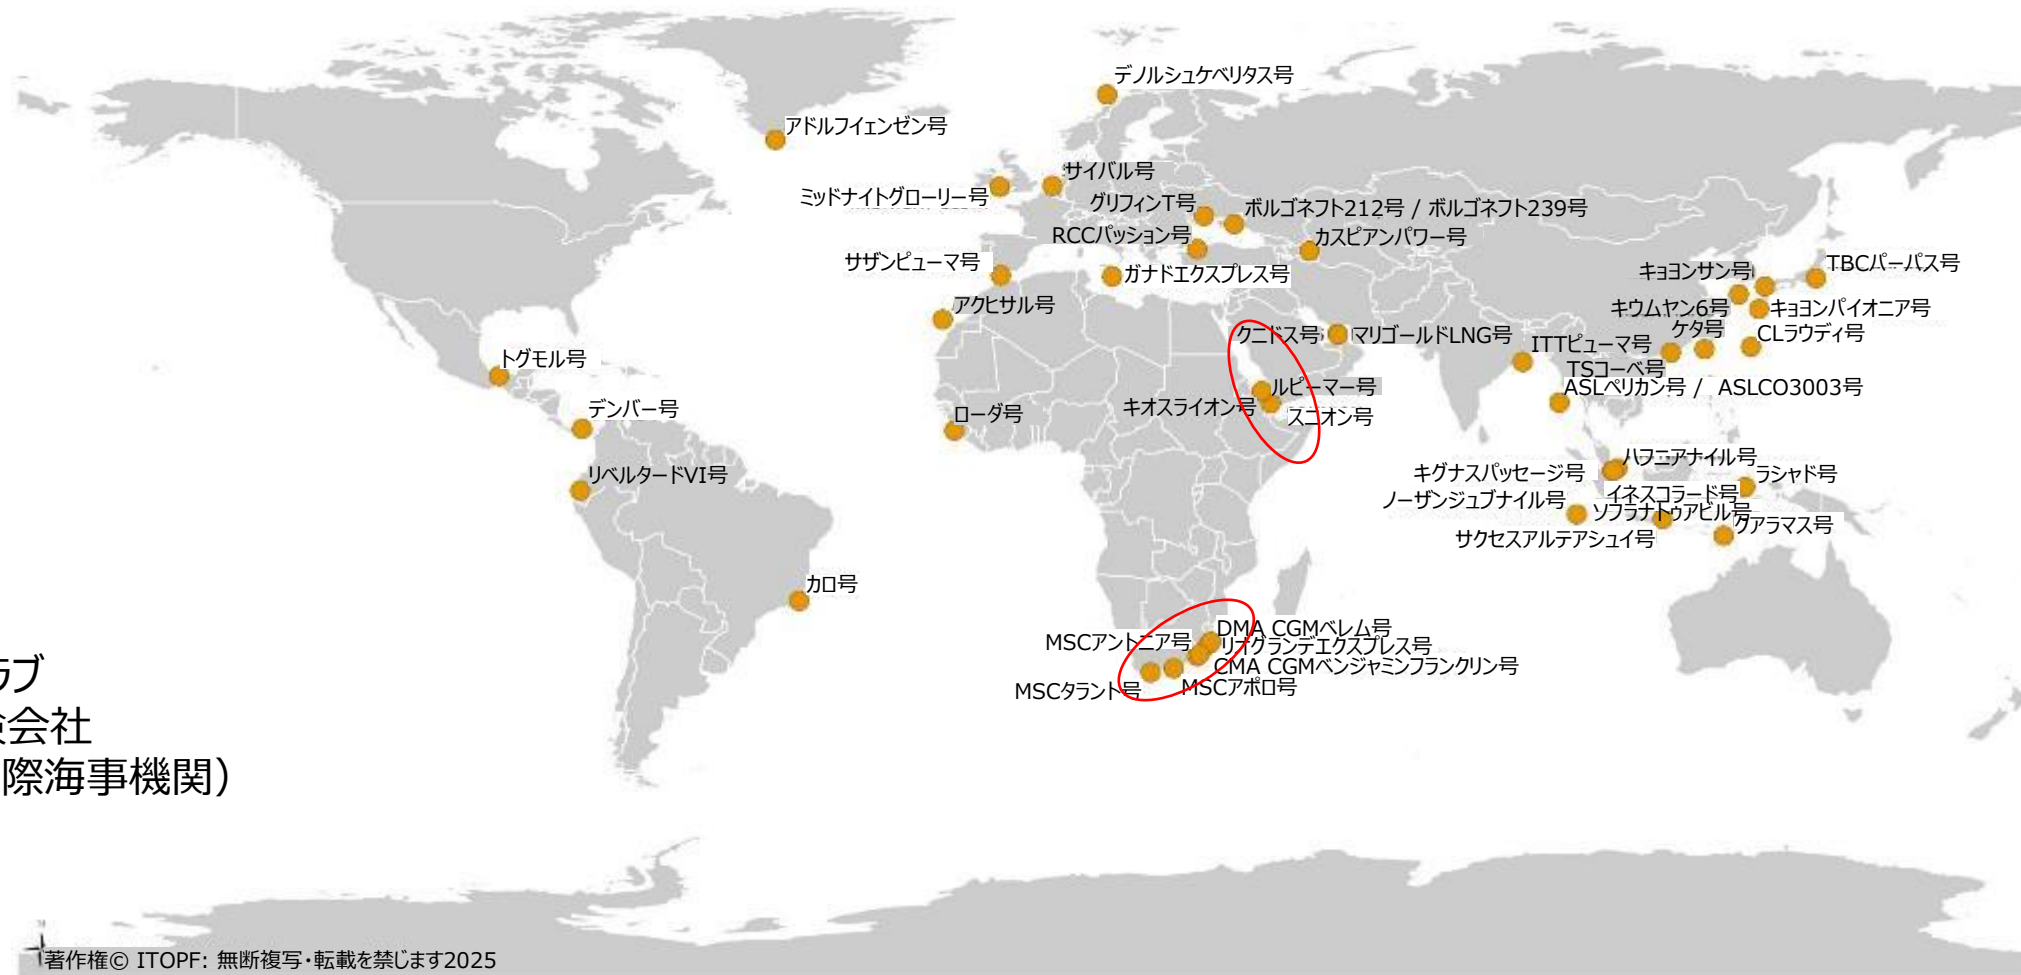 デノルシュケベリタス号
アドルフイェンゼン号
サイバル号
ミッドナイトグローリー号
グリフィンT号
ボルゴネフト212号 / ボルゴネフト239号
RCCパッション号
カスピアンパワー号
サザンピューマ号
ガナドエクスプレス号
キョヨンサン号
TBCパーパス号
アクヒサル号
キウムヤン6号
キョヨンパイオニア号
クニドス号
マリゴールドLNG号
ケタ号
CLラウディ号
ITTピューマ号
トグモル号
TSコーベ号
ルピーマー号
ASLペリカン号 / ASLCO3003号
デンバー号
ローダ号
キオスライオン号
スニオン号
リベルタードVI号
ハフニアナイル号
キグナスパッセージ号
ラシャド号
ノーザンジュブナイル号
イネスコラード号
ソフラナトゥアビル号
クアラマス号
サクセスアルテアシュイ号
カロ号
DMA CGMベレム号
MSCアントニア号
リオグランデエクスプレス号
CMA CGMベンジャミンフランクリン号
MSCタラント号
MSCアポロ号
ラブ
険会社
際海事機関）
著作権© ITOPF: 無断複写・転載を禁じます2025